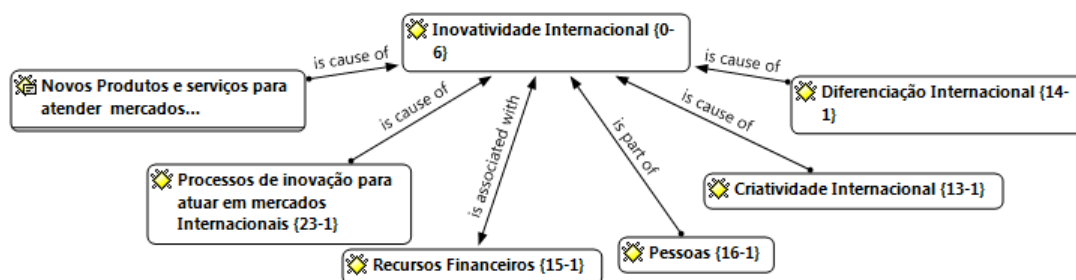 Inovatividade Internacional {0-
6}
is cause of
is cause of
Novos Produtos e serviços para
atender mercados...
Diferenciação Internacional {14-
1}
is cause of
is associated with
is part of
is cause of
Processos de inovação para
atuar em mercados
Internacionais {23-1}
Criatividade Internacional {13-1}
Recursos Financeiros {15-1}
Pessoas {16-1}